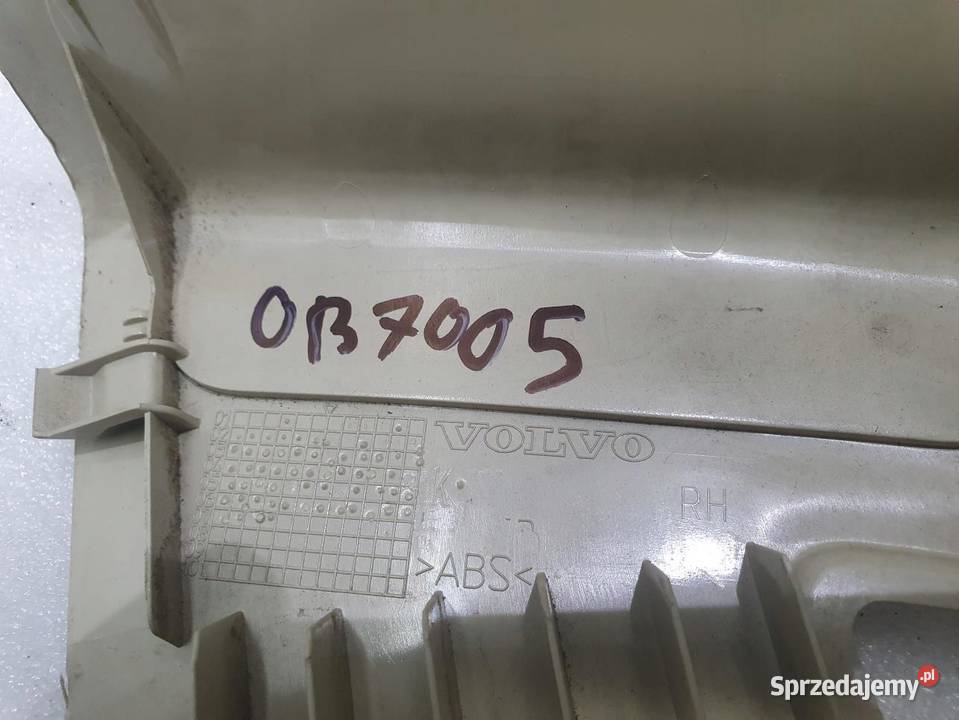 OB7005
VOLVO
K
RH
>ABS<
Sprzedajemy.pl